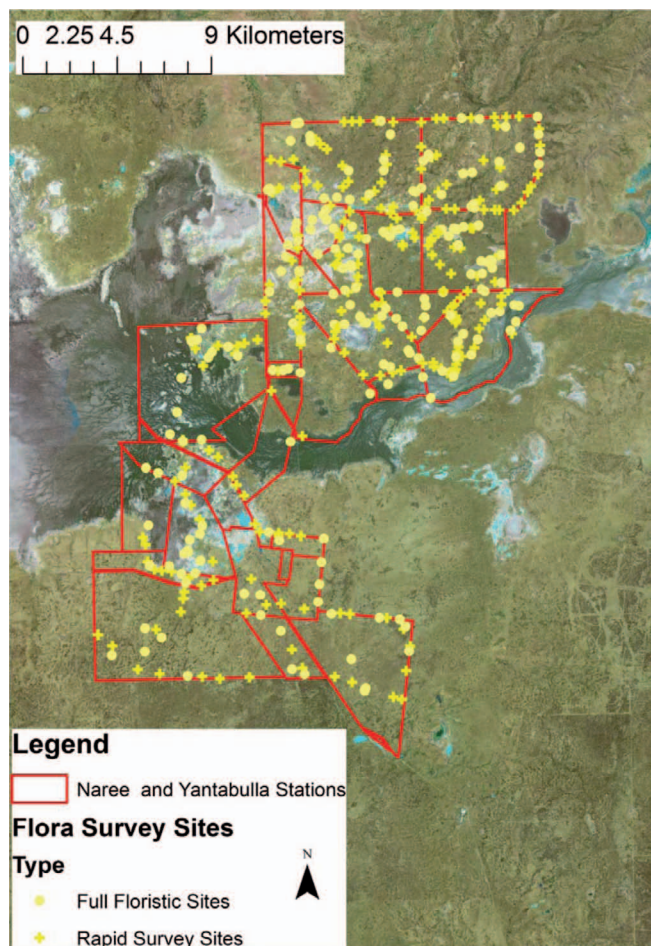 0 2.25 4.5 9 Kilometers
Legend
Naree and Yantabulla Stations
Flora Survey Sites
Type
N
Full Floristic Sites
Rapid Survey Sites